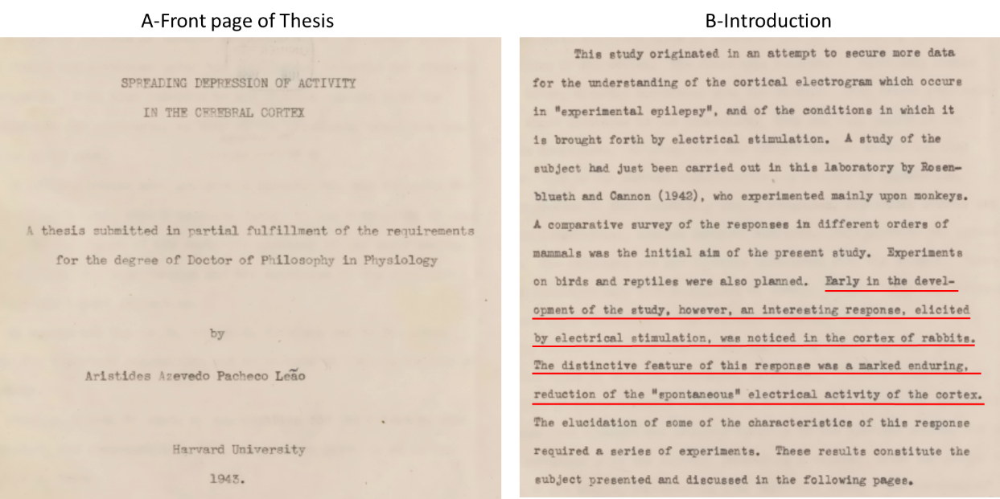 A-Front page of Thesis
SPREADING DEPRESSION OF ACTIVITY
IN THE CEREBRAL CORTEX
A thesis submitted in partial fulfillment of the requirements
for the degree of Doctor of Philosophy in Physiology
by
Aristides Azevedo Pacheco Leão
Harvard University
1943.
B-Introduction
This study originated in an attempt to secure more data
for the understanding of the cortical electrogram which occurs
in "experimental epilepsy", and of the conditions in which it
is brought forth by electrical stimulation. A study of the
subject had just been carried out in this laboratory by Rosen-
blueth and Cannon (1942), who experimented mainly upon monkeys.
A comparative survey of the responses in different orders of
mammals was the initial aim of the present study. Experiments
on birds and reptiles were also planned. Early in the devel-
opment of the study, however, an interesting response, elicited
by electrical stimulation, was noticed in the cortex of rabbits.
The distinctive feature of this response was a marked enduring,
reduction of the "spontaneous" electrical activity of the cortex.
The elucidation of some of the characteristics of this response
required a series of experiments. These results constitute the
subject presented and discussed in the following pages.